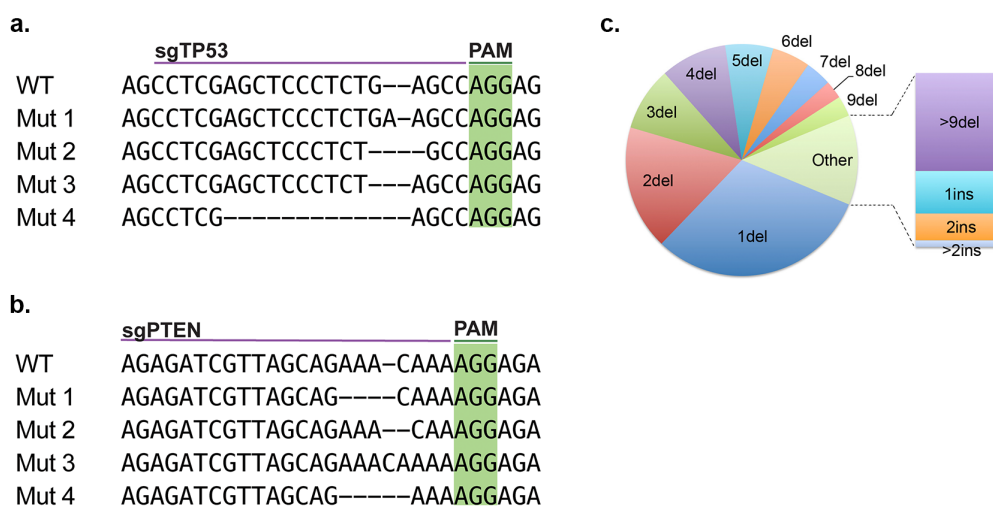 a.
sgTP53 PAM
WT AGCCTCGAGCTCCCTCTG--AGCCAGGAG
Mut 1 AGCCTCGAGCTCCCTCTGA-AGCCAGGAG
Mut 2 AGCCTCGAGCTCCCTCT----GCCAGGAG
Mut 3 AGCCTCGAGCTCCCTCT---AGCCAGGAG
Mut 4 AGCCTCG-------------AGCCAGGAG
b.
sgPTEN PAM
WT AGAGATCGTTAGCAGAAA-CAAAAGGAGA
Mut 1 AGAGATCGTTAGCAG----CAAAAGGAGA
Mut 2 AGAGATCGTTAGCAGAAA--CAAAGGAGA
Mut 3 AGAGATCGTTAGCAGAAACAAAAAGGAGA
Mut 4 AGAGATCGTTAGCAG-----AAAAGGAGA
c.
6del
5del
7del
4del
8del
9del
3del
Other
2del
1del
>9del
1ins
2ins
>2ins